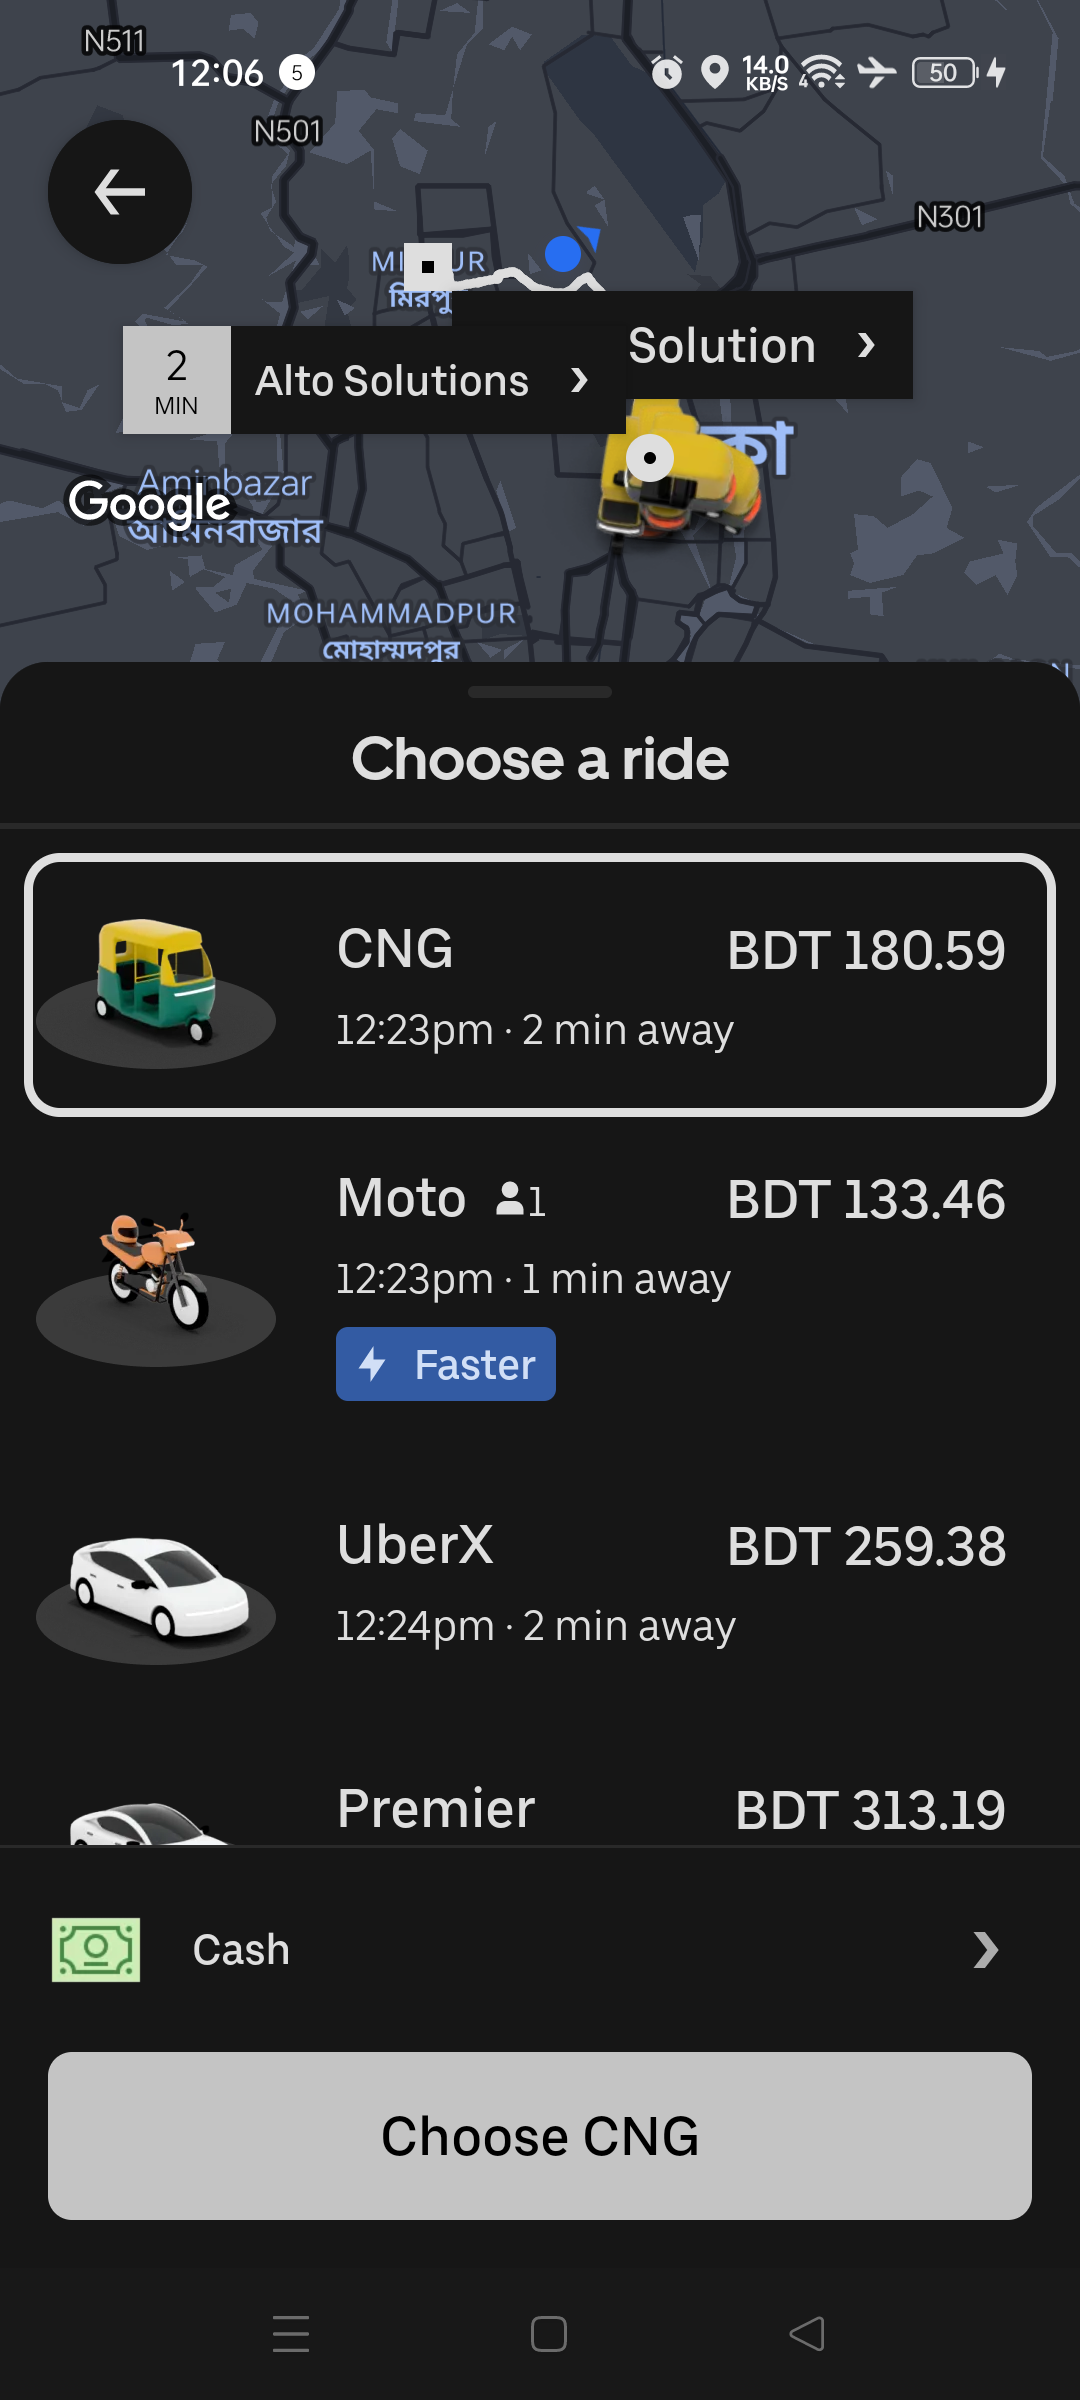 N511
12:06 5 14.0 KB/S 4 50
N501
N301
মিরপু
Solution
2 MIN Alto Solutions
কা
Aminbazar
Google
আমিনবাজার
MOHAMMADPUR
মোহাম্মদপুর
Choose a ride
CNG BDT 180.59
12:23pm · 2 min away
Moto 1 BDT 133.46
12:23pm · 1 min away
Faster
UberX BDT 259.38
12:24pm · 2 min away
Premier BDT 313.19
Cash
Choose CNG